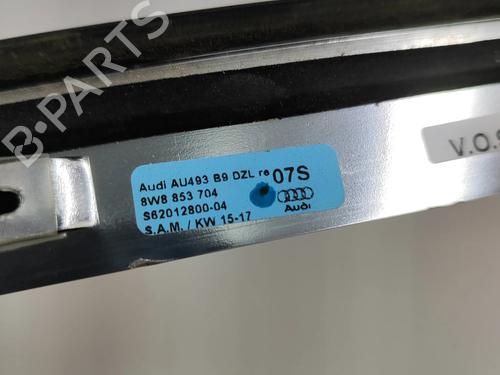 Audi AU493 B9 DZL re 07S
8W8 853 704
S62012800-04
S.A.M. / KW 15-17
Audi
V.O.S
B-PARTS